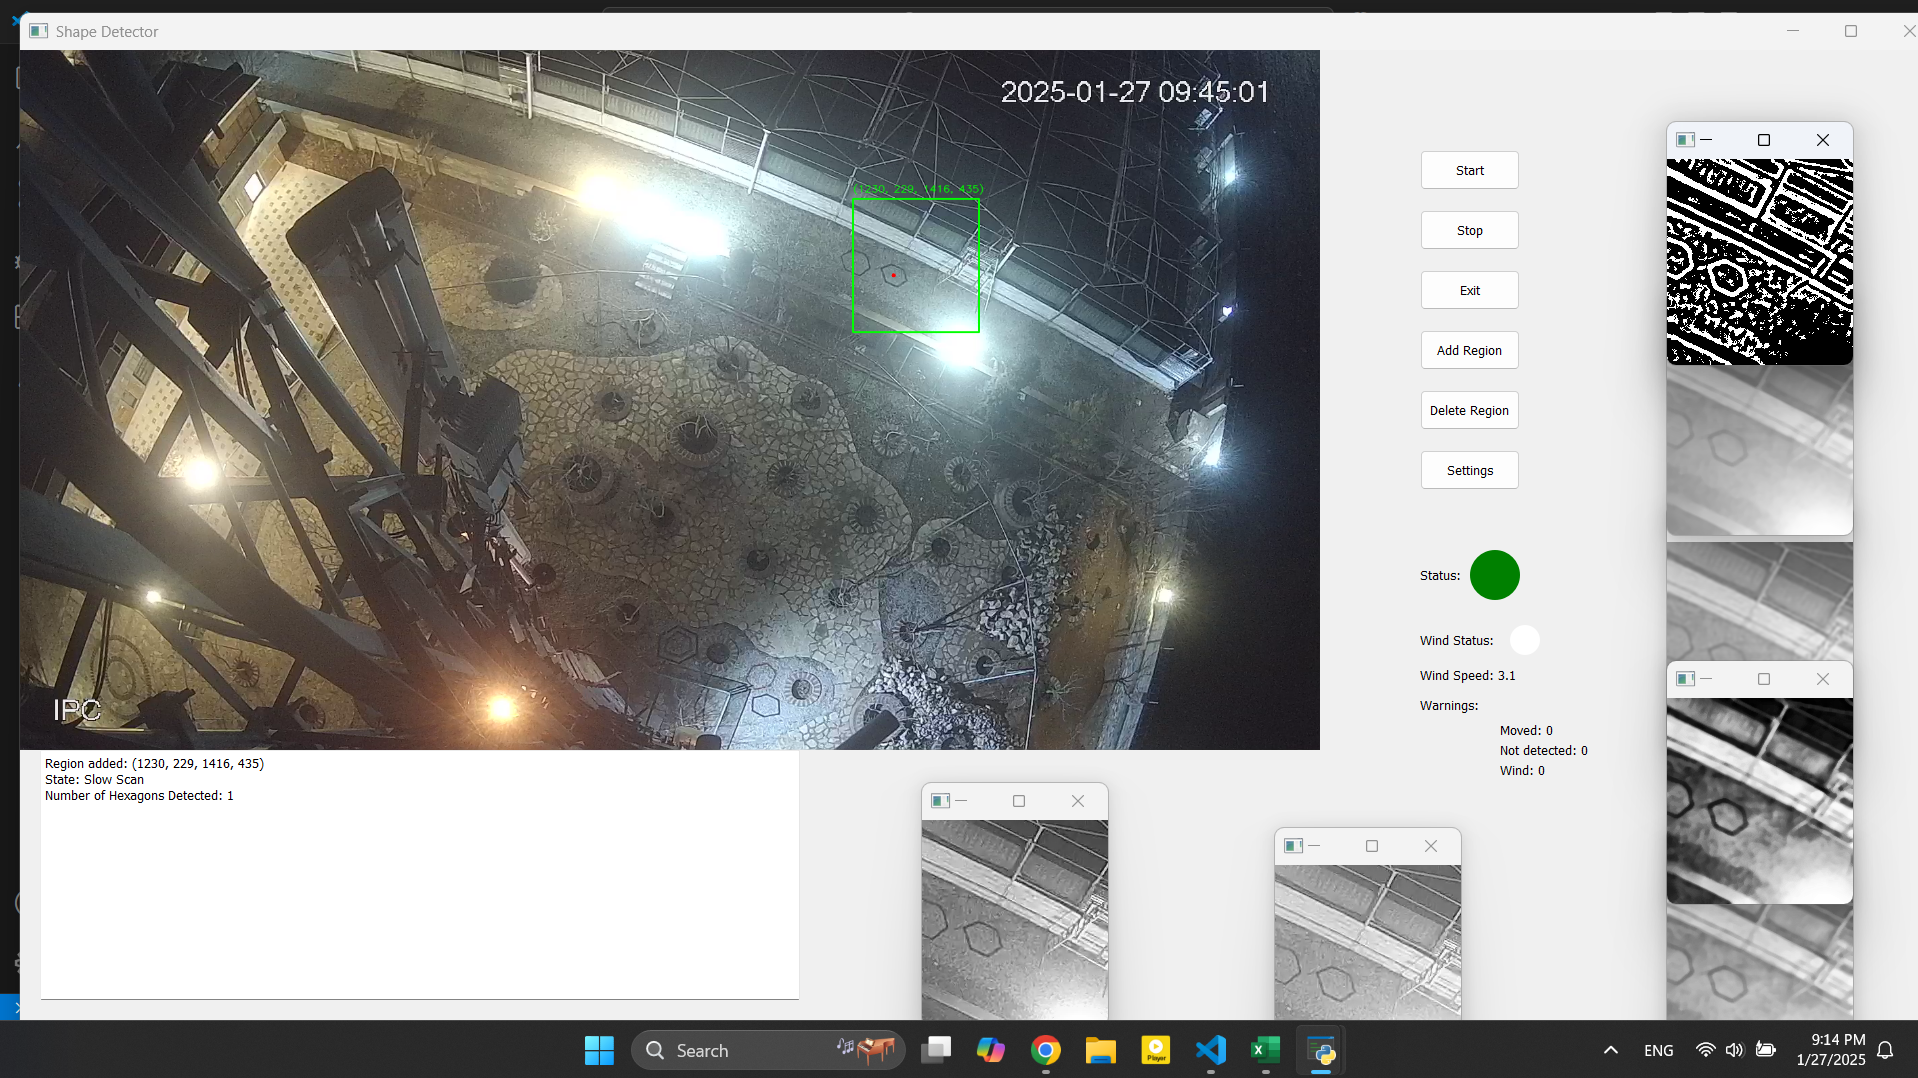 Shape Detector
2025-01-27 09:45:01
(1230, 229, 1416, 435)
IPC
Start
Stop
Exit
Add Region
Delete Region
Settings
Status:
Wind Status:
Wind Speed: 3.1
Warnings:
Moved: 0
Not detected: 0
Wind: 0
Region added: (1230, 229, 1416, 435)
State: Slow Scan
Number of Hexagons Detected: 1
Search
Player
ENG
9:14 PM
1/27/2025